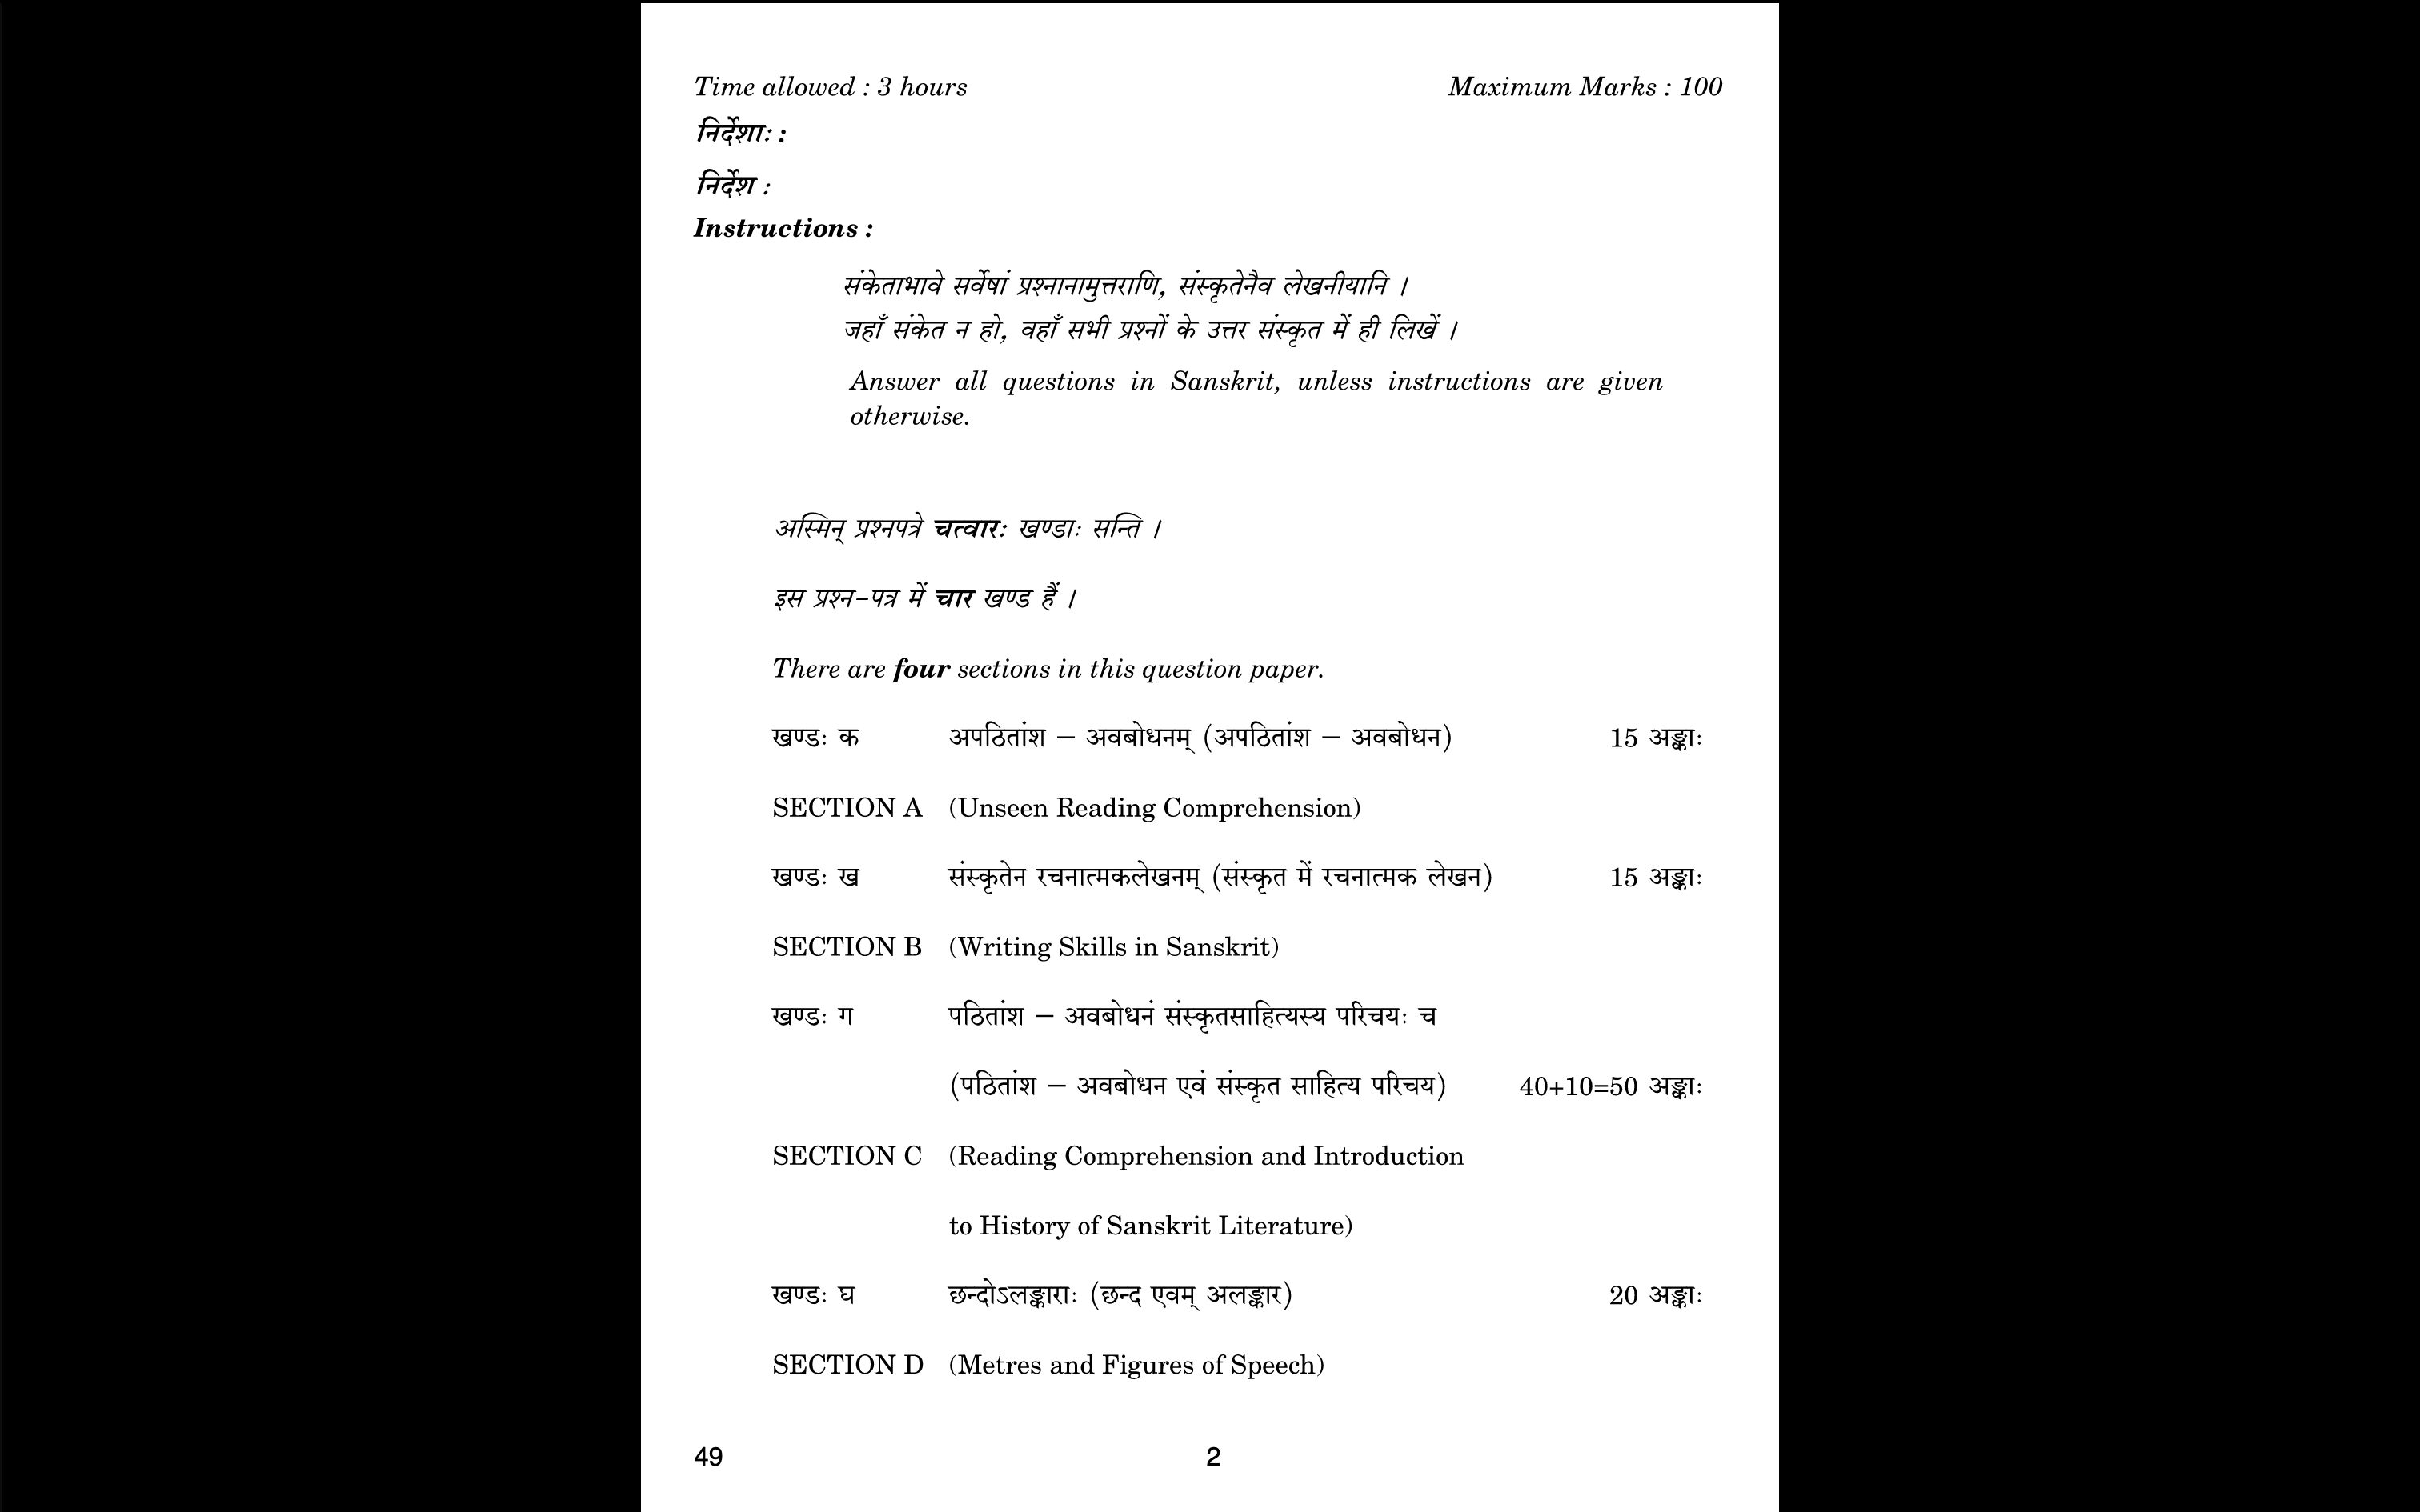 Time allowed : 3 hours Maximum Marks : 100
निर्देशाः :
निर्देश :
Instructions :
संकेताभावे सर्वेषां प्रश्नानामुत्तराणि, संस्कृतेनैव लेखनीयानि ।
जहाँ संकेत न हो, वहाँ सभी प्रश्नों के उत्तर संस्कृत में ही लिखें ।
Answer all questions in Sanskrit, unless instructions are given
otherwise.
अस्मिन् प्रश्नपत्रे चत्वारः खण्डाः सन्ति ।
इस प्रश्न-पत्र में चार खण्ड हैं ।
There are four sections in this question paper.
खण्डः क अपठितांश – अवबोधनम् (अपठितांश – अवबोधन) 15 अङ्काः
SECTION A (Unseen Reading Comprehension)
खण्डः ख संस्कृतेन रचनात्मकलेखनम् (संस्कृत में रचनात्मक लेखन) 15 अङ्काः
SECTION B (Writing Skills in Sanskrit)
खण्डः ग पठितांश – अवबोधनं संस्कृतसाहित्यस्य परिचयः च
(पठितांश – अवबोधन एवं संस्कृत साहित्य परिचय) 40+10=50 अङ्काः
SECTION C (Reading Comprehension and Introduction
to History of Sanskrit Literature)
खण्डः घ छन्दोऽलङ्काराः (छन्द एवम् अलङ्कार) 20 अङ्काः
SECTION D (Metres and Figures of Speech)
49 2